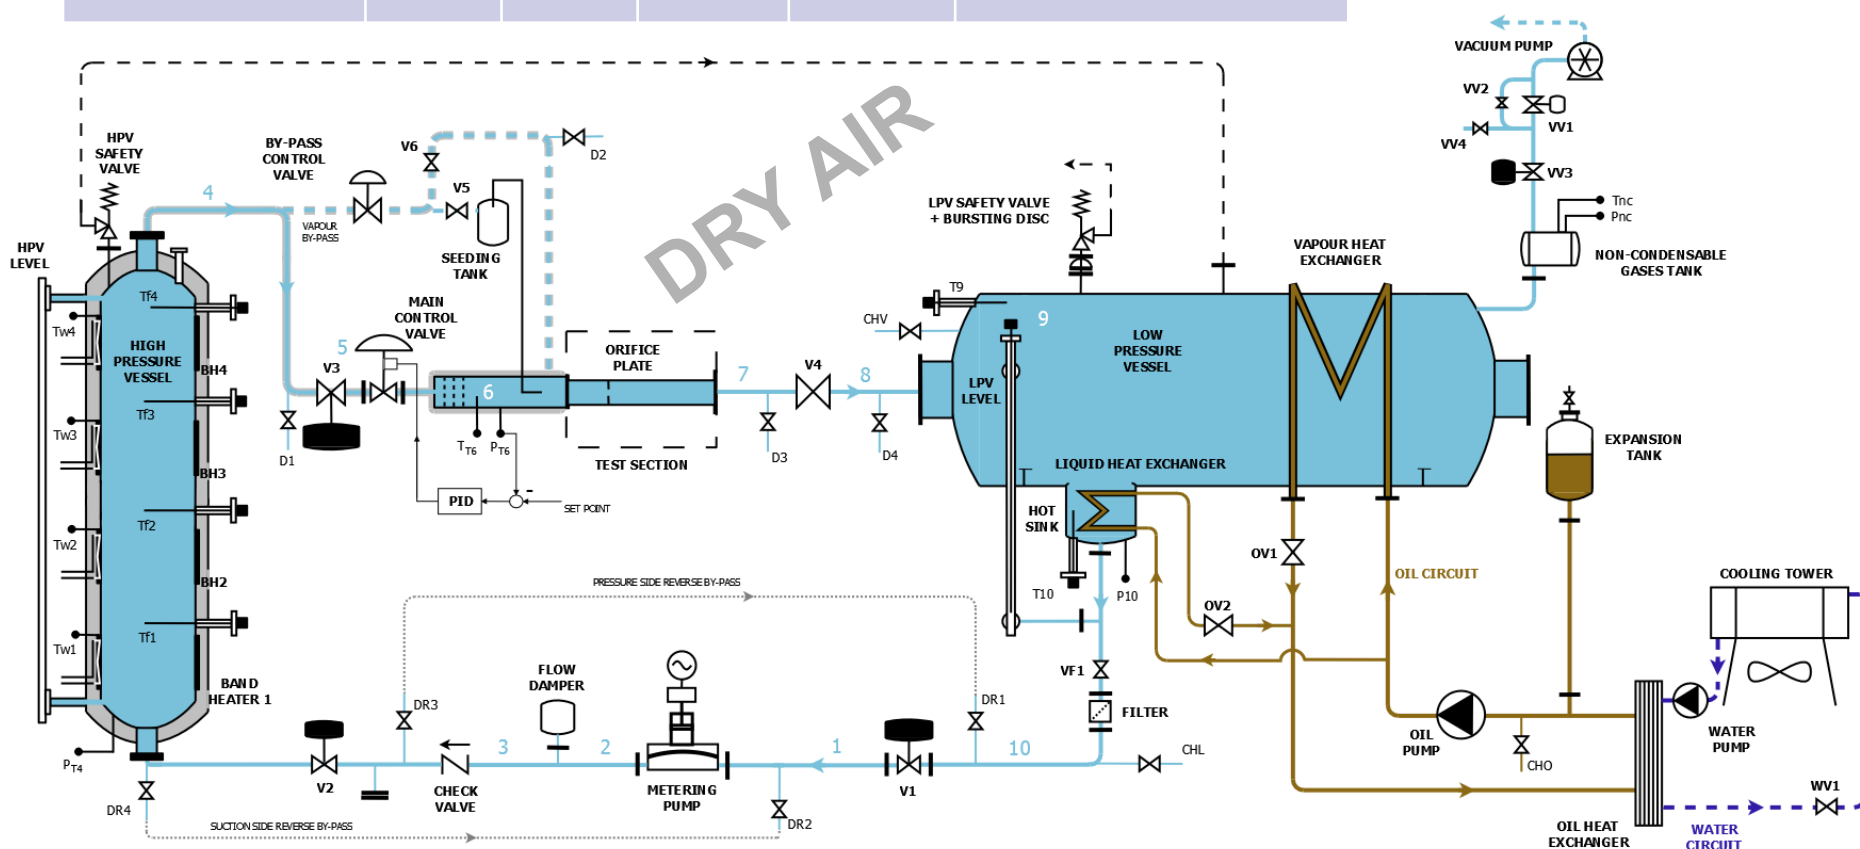 VACUUM PUMP
VV2
VV1
VV4
VV3
Tnc
Pnc
NON-CONDENSABLE
GASES TANK
HPV
SAFETY
VALVE
BY-PASS
CONTROL
VALVE
V6
D2
V5
4
VAPOUR
BY-PASS
SEEDING
TANK
DRY AIR
LPV SAFETY VALVE
+ BURSTING DISC
VAPOUR HEAT
EXCHANGER
HPV
LEVEL
Tf4
Tw4
HIGH
PRESSURE
VESSEL
BH4
Tf3
Tw3
BH3
Tf2
Tw2
BH2
Tf1
Tw1
BAND
HEATER 1
PT4
MAIN
CONTROL
VALVE
5
V3
D1
6
TT6
PT6
PID
-
SET POINT
ORIFICE
PLATE
TEST SECTION
7
V4
8
D3
D4
T9
CHV
9
LPV
LEVEL
LOW
PRESSURE
VESSEL
LIQUID HEAT EXCHANGER
HOT
SINK
T10
P10
OV1
OV2
OIL CIRCUIT
EXPANSION
TANK
COOLING TOWER
PRESSURE SIDE REVERSE BY-PASS
FLOW
DAMPER
DR3
DR1
VF1
FILTER
CHL
OIL
PUMP
CHO
WATER
PUMP
WV1
DR4
V2
CHECK
VALVE
3
2
METERING
PUMP
1
V1
10
DR2
SUCTION SIDE REVERSE BY-PASS
OIL HEAT
EXCHANGER
WATER
CIRCUIT